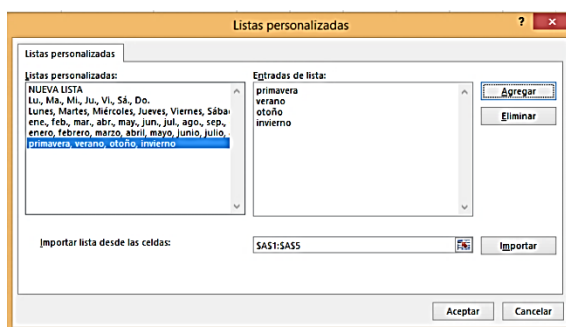 Listas personalizadas
? ×
Listas personalizadas
Listas personalizadas:
NUEVA LISTA
Lu., Ma., Mi., Ju., Vi., Sá., Do.
Lunes, Martes, Miércoles, Jueves, Viernes, Sába
ene., feb., mar., abr., may., jun., jul., ago., sep.,
enero, febrero, marzo, abril, mayo, junio, julio,
primavera, verano, otoño, invierno
Entradas de lista:
primavera
verano
otoño
invierno
Agregar
Eliminar
Importar lista desde las celdas:
$A$1:$A$5
Importar
Aceptar
Cancelar